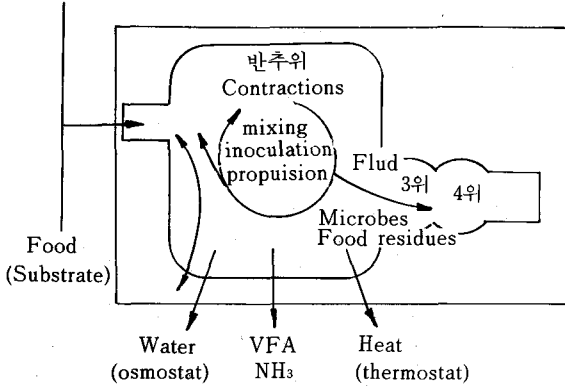 반추위
Contractions
mixing
inoculation
propuision
Flud
3위
4위
Microbes
Food residues
Food
(Substrate)
Water
(osmostat)
VFA
NH₃
Heat
(thermostat)